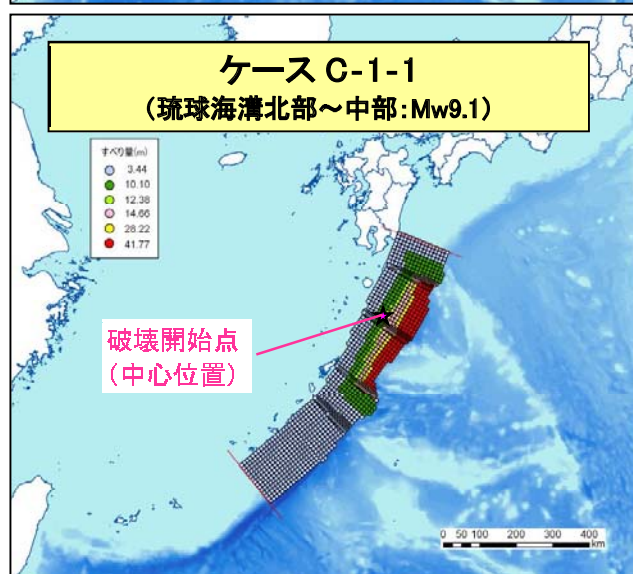 ケース C-1-1
(琉球海溝北部～中部:Mw9.1)
すべり量(m)
3.44
10.10
12.38
14.66
28.22
41.77
破壊開始点
(中心位置)
0 50 100 200 300 400
km